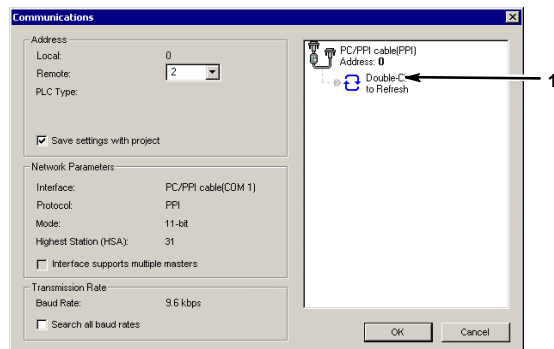 Communications
Address
Local: 0
Remote: 2
PLC Type:
Save settings with project
Network Parameters
Interface: PC/PPI cable(COM 1)
Protocol: PPI
Mode: 11-bit
Highest Station (HSA): 31
Interface supports multiple masters
Transmission Rate
Baud Rate: 9.6 kbps
Search all baud rates
PC/PPI cable(PPI)
Address: 0
to Refresh
1
OK
Cancel